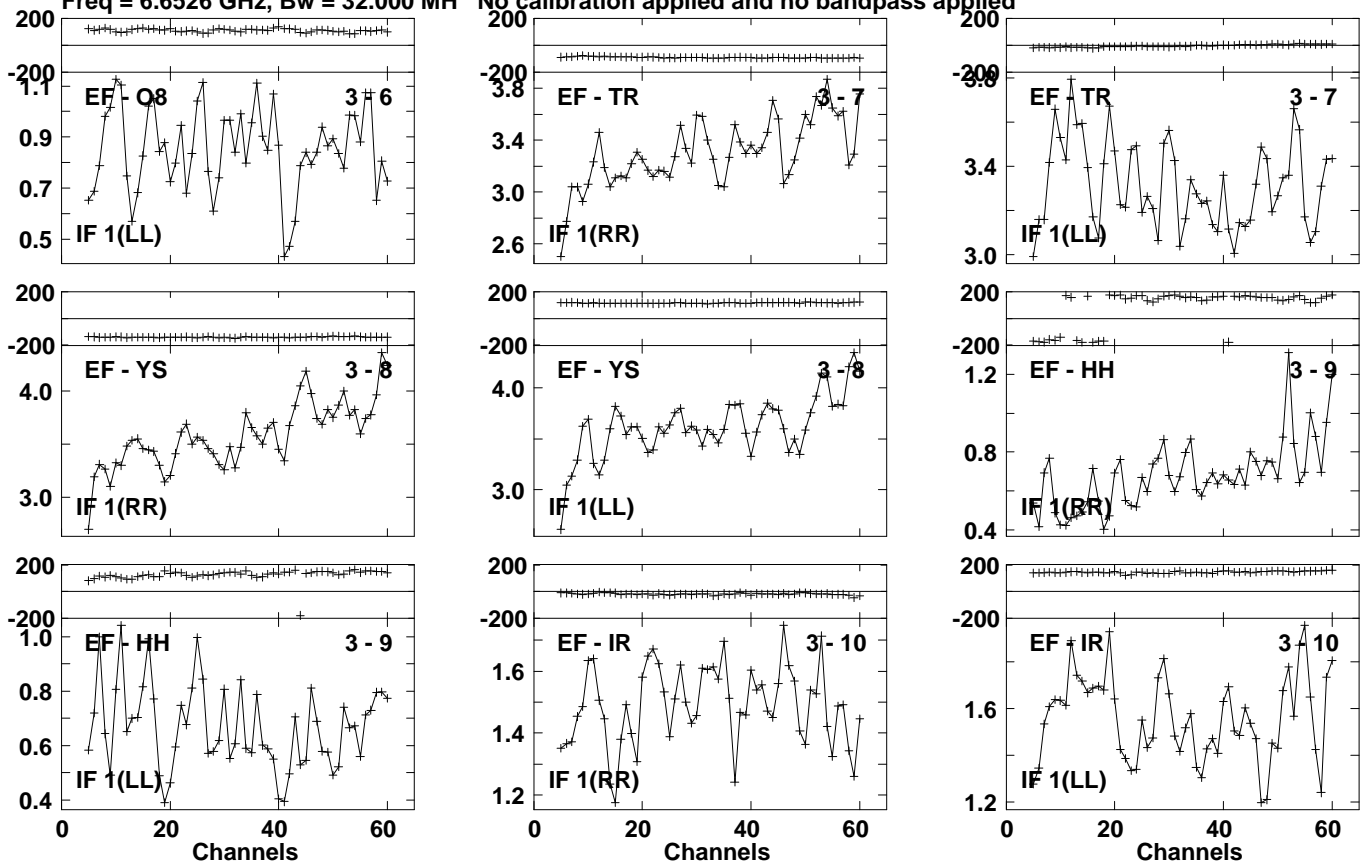 Freq = 6.6526 GHz, Bw = 32.000 MH No calibration applied and no bandpass applied
200 200 200
-200 -200 -200
1.1 EF - O8 3 - 6 3.8 EF - TR 3 - 7 3.8 EF - TR 3 - 7
0.9 3.4 3.4
0.7 3.0
0.5 IF 1(LL) 2.6 IF 1(RR) 3.0 IF 1(LL)
200 200 200
-200 -200 -200
EF - YS 3 - 8 EF - YS 3 - 8 EF - HH 3 - 9
4.0 4.0 1.2
0.8
3.0 IF 1(RR) 3.0 IF 1(LL) 0.4 IF 1(RR)
200 200 200
-200 -200 -200
1.0 EF - HH 3 - 9 EF - IR 3 - 10 EF - IR 3 - 10
0.8 1.6 1.6
0.6 1.4
0.4 IF 1(LL) 1.2 IF 1(RR) 1.2 IF 1(LL)
0 20 40 60 0 20 40 60 0 20 40 60
Channels Channels Channels